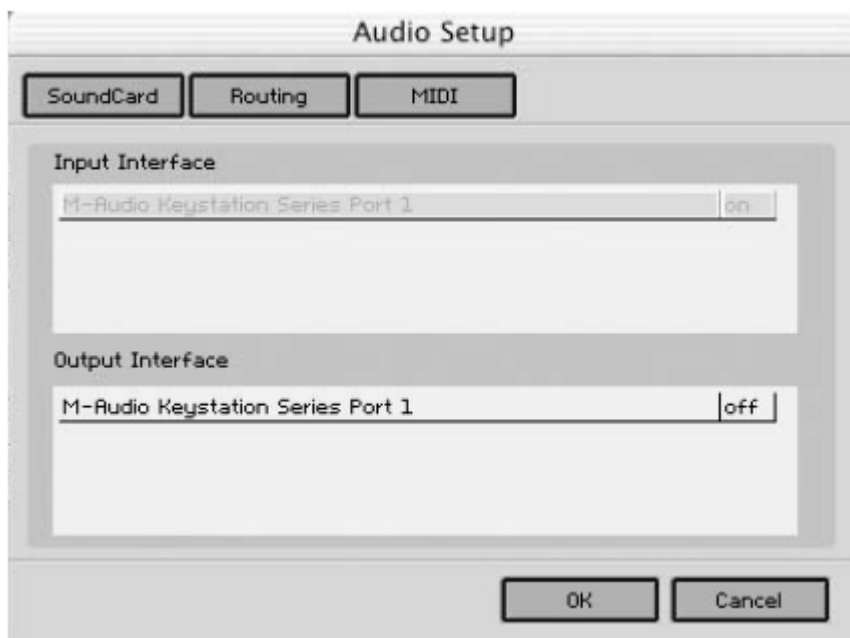 Audio Setup
SoundCard Routing MIDI
Input Interface
M-Audio Keystation Series Port 1 on
Output Interface
M-Audio Keystation Series Port 1 off
OK Cancel